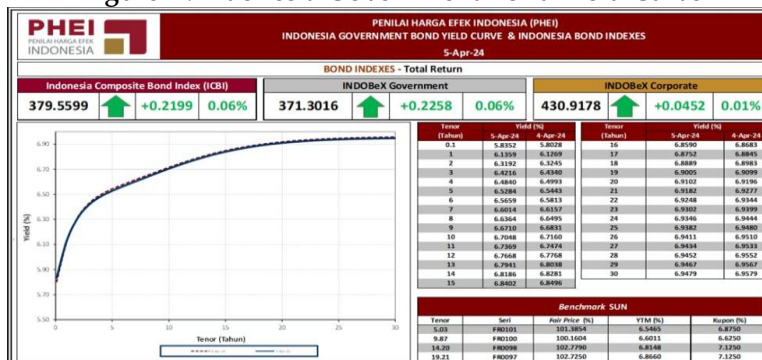 PHEI
PENILAI HARGA EFEK
INDONESIA
PENILAI HARGA EFEK INDONESIA (PHEI)
INDONESIA GOVERNMENT BOND YIELD CURVE & INDONESIA BOND INDEXES
5-Apr-24
BOND INDEXES - Total Return
Indonesia Composite Bond Index (ICBI) INDOBeX Government INDOBeX Corporate
379.5599 +0.2199 0.06% 371.3016 +0.2258 0.06% 430.9178 +0.0452 0.01%
Yield (%)
6.90
6.70
6.50
6.30
6.10
5.90
5.70
5.50
0 5 10 15 20 25 30
Tenor (Tahun)
Tenor Yield (%) Tenor Yield (%)
(Tahun) 5-Apr-24 4-Apr-24 (Tahun) 5-Apr-24 4-Apr-24
0.1 5.8352 5.8028 16 6.8590 6.8683
1 6.1359 6.1269 17 6.8752 6.8845
2 6.3192 6.3245 18 6.8889 6.8983
3 6.4216 6.4340 19 6.9005 6.9099
4 6.4840 6.4993 20 6.9102 6.9196
5 6.5284 6.5443 21 6.9182 6.9277
6 6.5659 6.5813 22 6.9248 6.9344
7 6.6014 6.6157 23 6.9302 6.9399
8 6.6364 6.6495 24 6.9346 6.9444
9 6.6710 6.6831 25 6.9382 6.9480
10 6.7048 6.7160 26 6.9411 6.9510
11 6.7369 6.7474 27 6.9434 6.9533
12 6.7668 6.7768 28 6.9452 6.9552
13 6.7941 6.8038 29 6.9467 6.9567
14 6.8186 6.8281 30 6.9479 6.9579
15 6.8402 6.8496
Benchmark SUN
Tenor Seri Fair Price (%) YTM (%) Kupon (%)
5.03 FR0101 101.3854 6.5465 6.8750
9.87 FR0100 100.1604 6.6011 6.6250
14.20 FR0098 102.7790 6.8148 7.1250
19.21 FR0097 102.7250 6.8660 7.1250